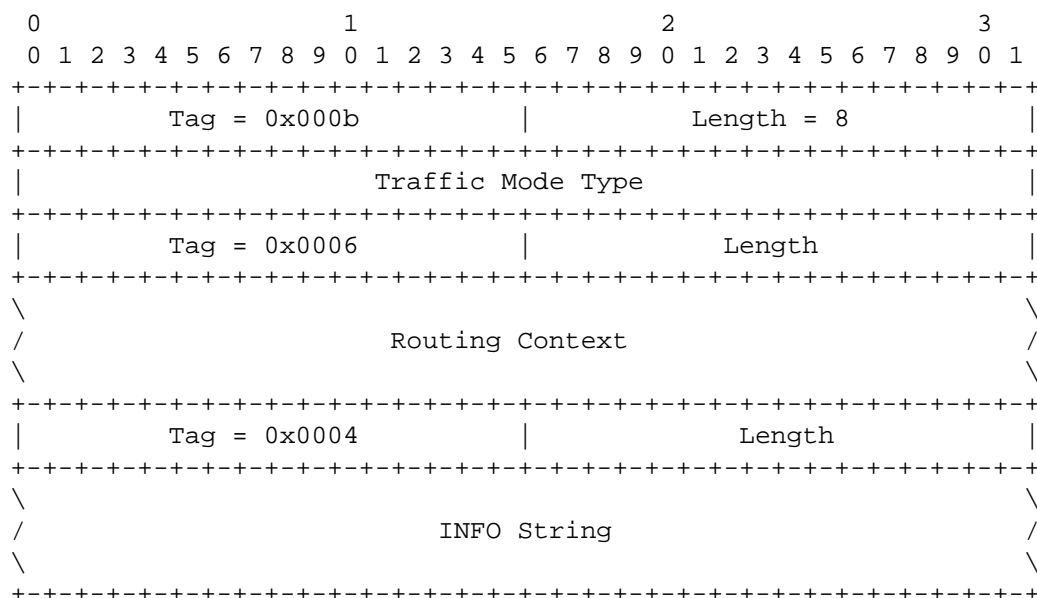 0                   1                   2                   3
 0 1 2 3 4 5 6 7 8 9 0 1 2 3 4 5 6 7 8 9 0 1 2 3 4 5 6 7 8 9 0 1
+-+-+-+-+-+-+-+-+-+-+-+-+-+-+-+-+-+-+-+-+-+-+-+-+-+-+-+-+-+-+-+-+
|         Tag = 0x000b          |          Length = 8           |
+-+-+-+-+-+-+-+-+-+-+-+-+-+-+-+-+-+-+-+-+-+-+-+-+-+-+-+-+-+-+-+-+
|                      Traffic Mode Type                        |
+-+-+-+-+-+-+-+-+-+-+-+-+-+-+-+-+-+-+-+-+-+-+-+-+-+-+-+-+-+-+-+-+
|         Tag = 0x0006          |            Length             |
+-+-+-+-+-+-+-+-+-+-+-+-+-+-+-+-+-+-+-+-+-+-+-+-+-+-+-+-+-+-+-+-+
\                                                               \
/                       Routing Context                         /
\                                                               \
+-+-+-+-+-+-+-+-+-+-+-+-+-+-+-+-+-+-+-+-+-+-+-+-+-+-+-+-+-+-+-+-+
|         Tag = 0x0004          |             Length            |
+-+-+-+-+-+-+-+-+-+-+-+-+-+-+-+-+-+-+-+-+-+-+-+-+-+-+-+-+-+-+-+-+
\                                                               \
/                          INFO String                          /
\                                                               \
+-+-+-+-+-+-+-+-+-+-+-+-+-+-+-+-+-+-+-+-+-+-+-+-+-+-+-+-+-+-+-+-+